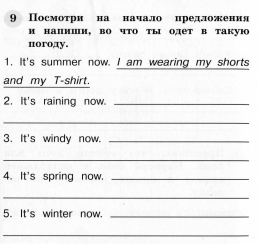 9 Посмотри на начало предложения
и напиши, во что ты одет в такую
погоду.
1. It's summer now. I am wearing my shorts
and my T-shirt.
2. It's raining now.
3. It's windy now.
4. It's spring now.
5. It's winter now.